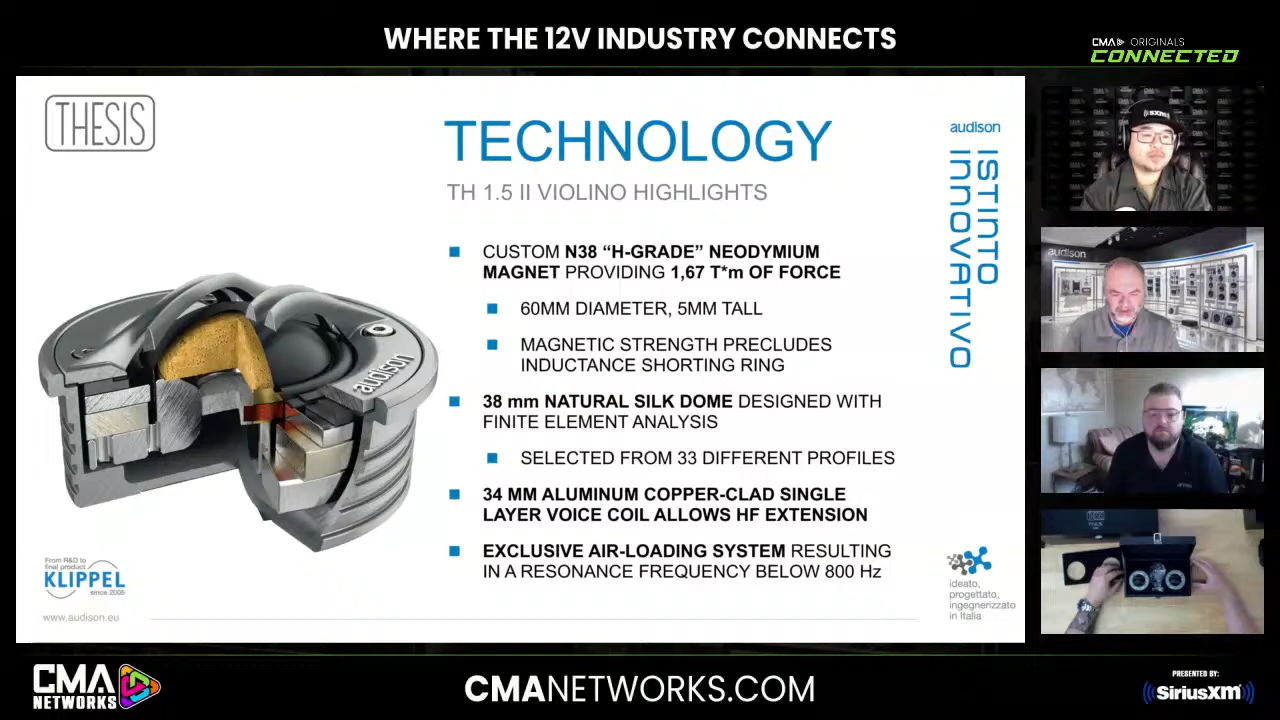 WHERE THE 12V INDUSTRY CONNECTS
CMA ORIGINALS
CONNECTED
THESIS
TECHNOLOGY
TH 1.5 II VIOLINO HIGHLIGHTS
CUSTOM N38 “H-GRADE” NEODYMIUM
MAGNET PROVIDING 1,67 T*m OF FORCE
60MM DIAMETER, 5MM TALL
MAGNETIC STRENGTH PRECLUDES
INDUCTANCE SHORTING RING
38 mm NATURAL SILK DOME DESIGNED WITH
FINITE ELEMENT ANALYSIS
SELECTED FROM 33 DIFFERENT PROFILES
34 MM ALUMINUM COPPER-CLAD SINGLE
LAYER VOICE COIL ALLOWS HF EXTENSION
EXCLUSIVE AIR-LOADING SYSTEM RESULTING
IN A RESONANCE FREQUENCY BELOW 800 Hz
audison
audison
ISTINTO
INNOVATIVO
From R&D to
final product
KLIPPEL
since 2005
www.audison.eu
ideato,
progettato,
ingegnerizzato
in Italia
sxm
audison
THESIS
CMA
NETWORKS
CMANETWORKS.COM
PRESENTED BY:
SiriusXM